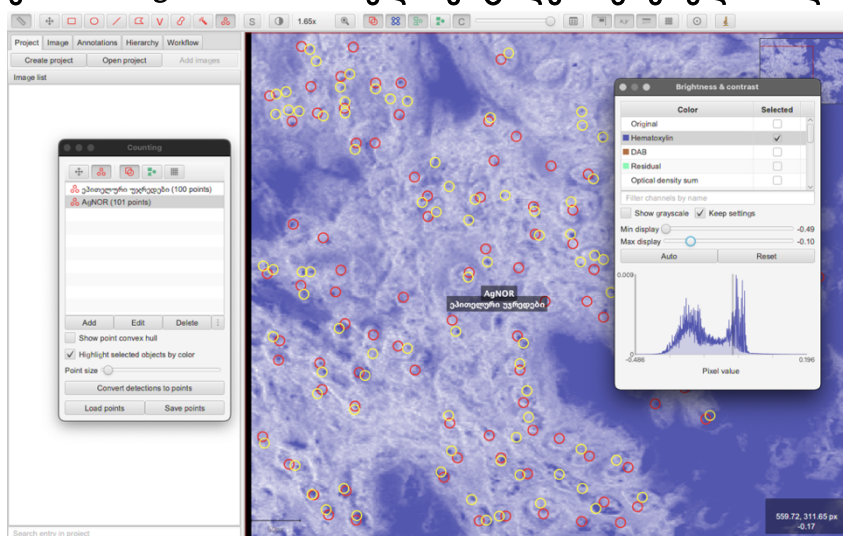 S
1.65x
C
Project Image Annotations Hierarchy Workflow
Create project Open project Add images
Image list
Counting
ეპითელური უჯრედები (100 points)
AgNOR (101 points)
Add Edit Delete
Show point convex hull
Highlight selected objects by color
Point size
Convert detections to points
Load points Save points
Search entry in project
AgNOR
ეპითელური უჯრედები
Brightness & contrast
Color Selected
Original
Hematoxylin
DAB
Residual
Optical density sum
Filter channels by name
Show grayscale Keep settings
Min display -0.49
Max display -0.10
Auto Reset
0.009
-0.486 0.196
Pixel value
559.72, 311.65 px
-0.17